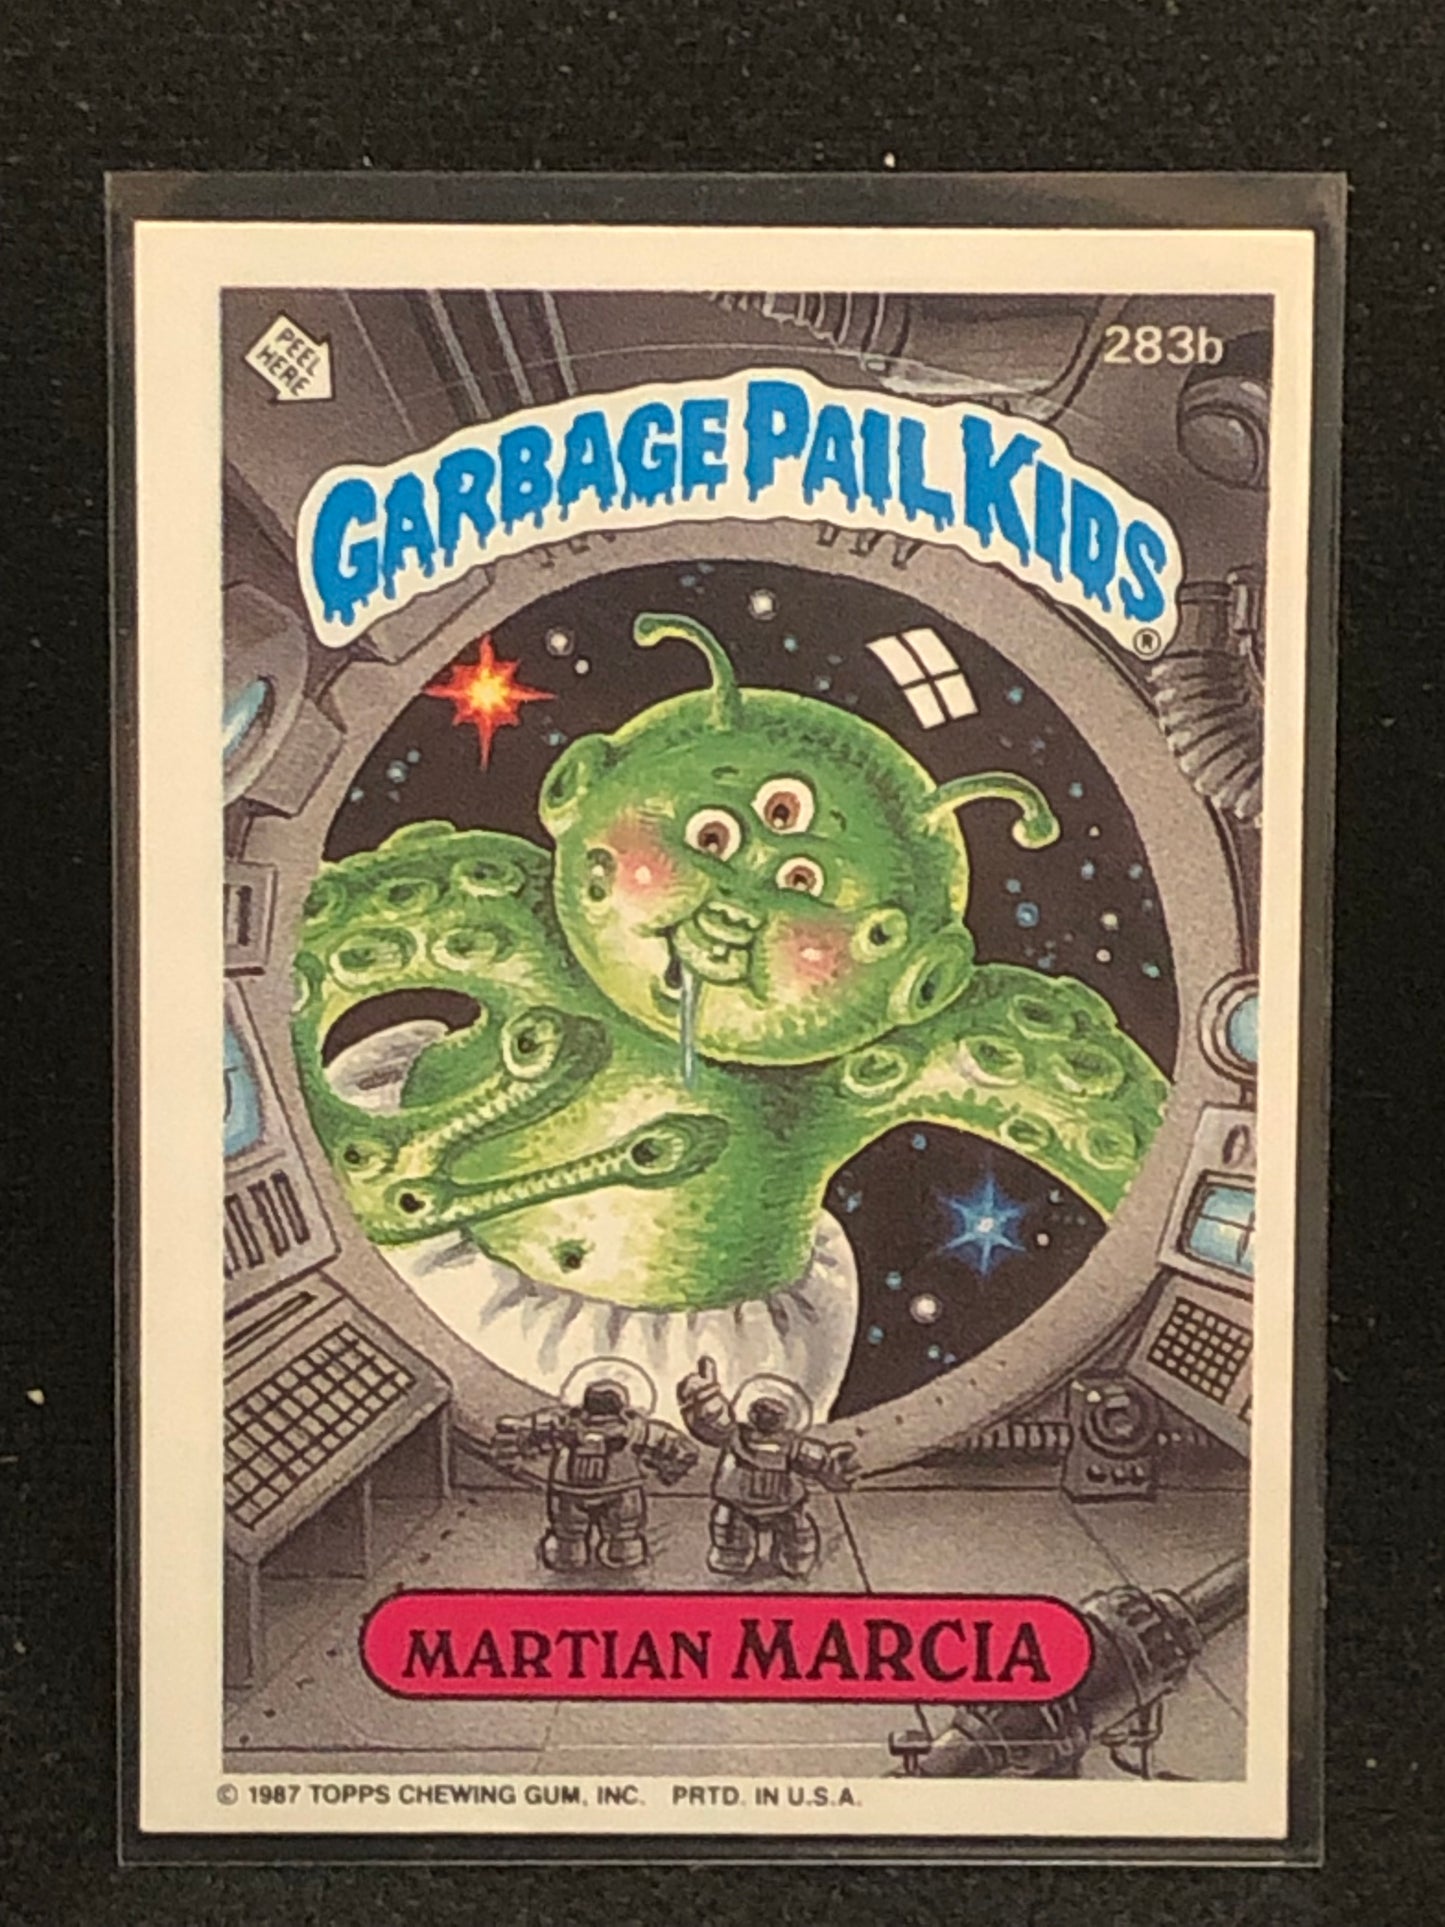 PEEL
HERE
283b
GARBAGE PAIL KIDS
®
MARTIAN MARCIA
© 1987 TOPPS CHEWING GUM, INC. PRTD. IN U.S.A.